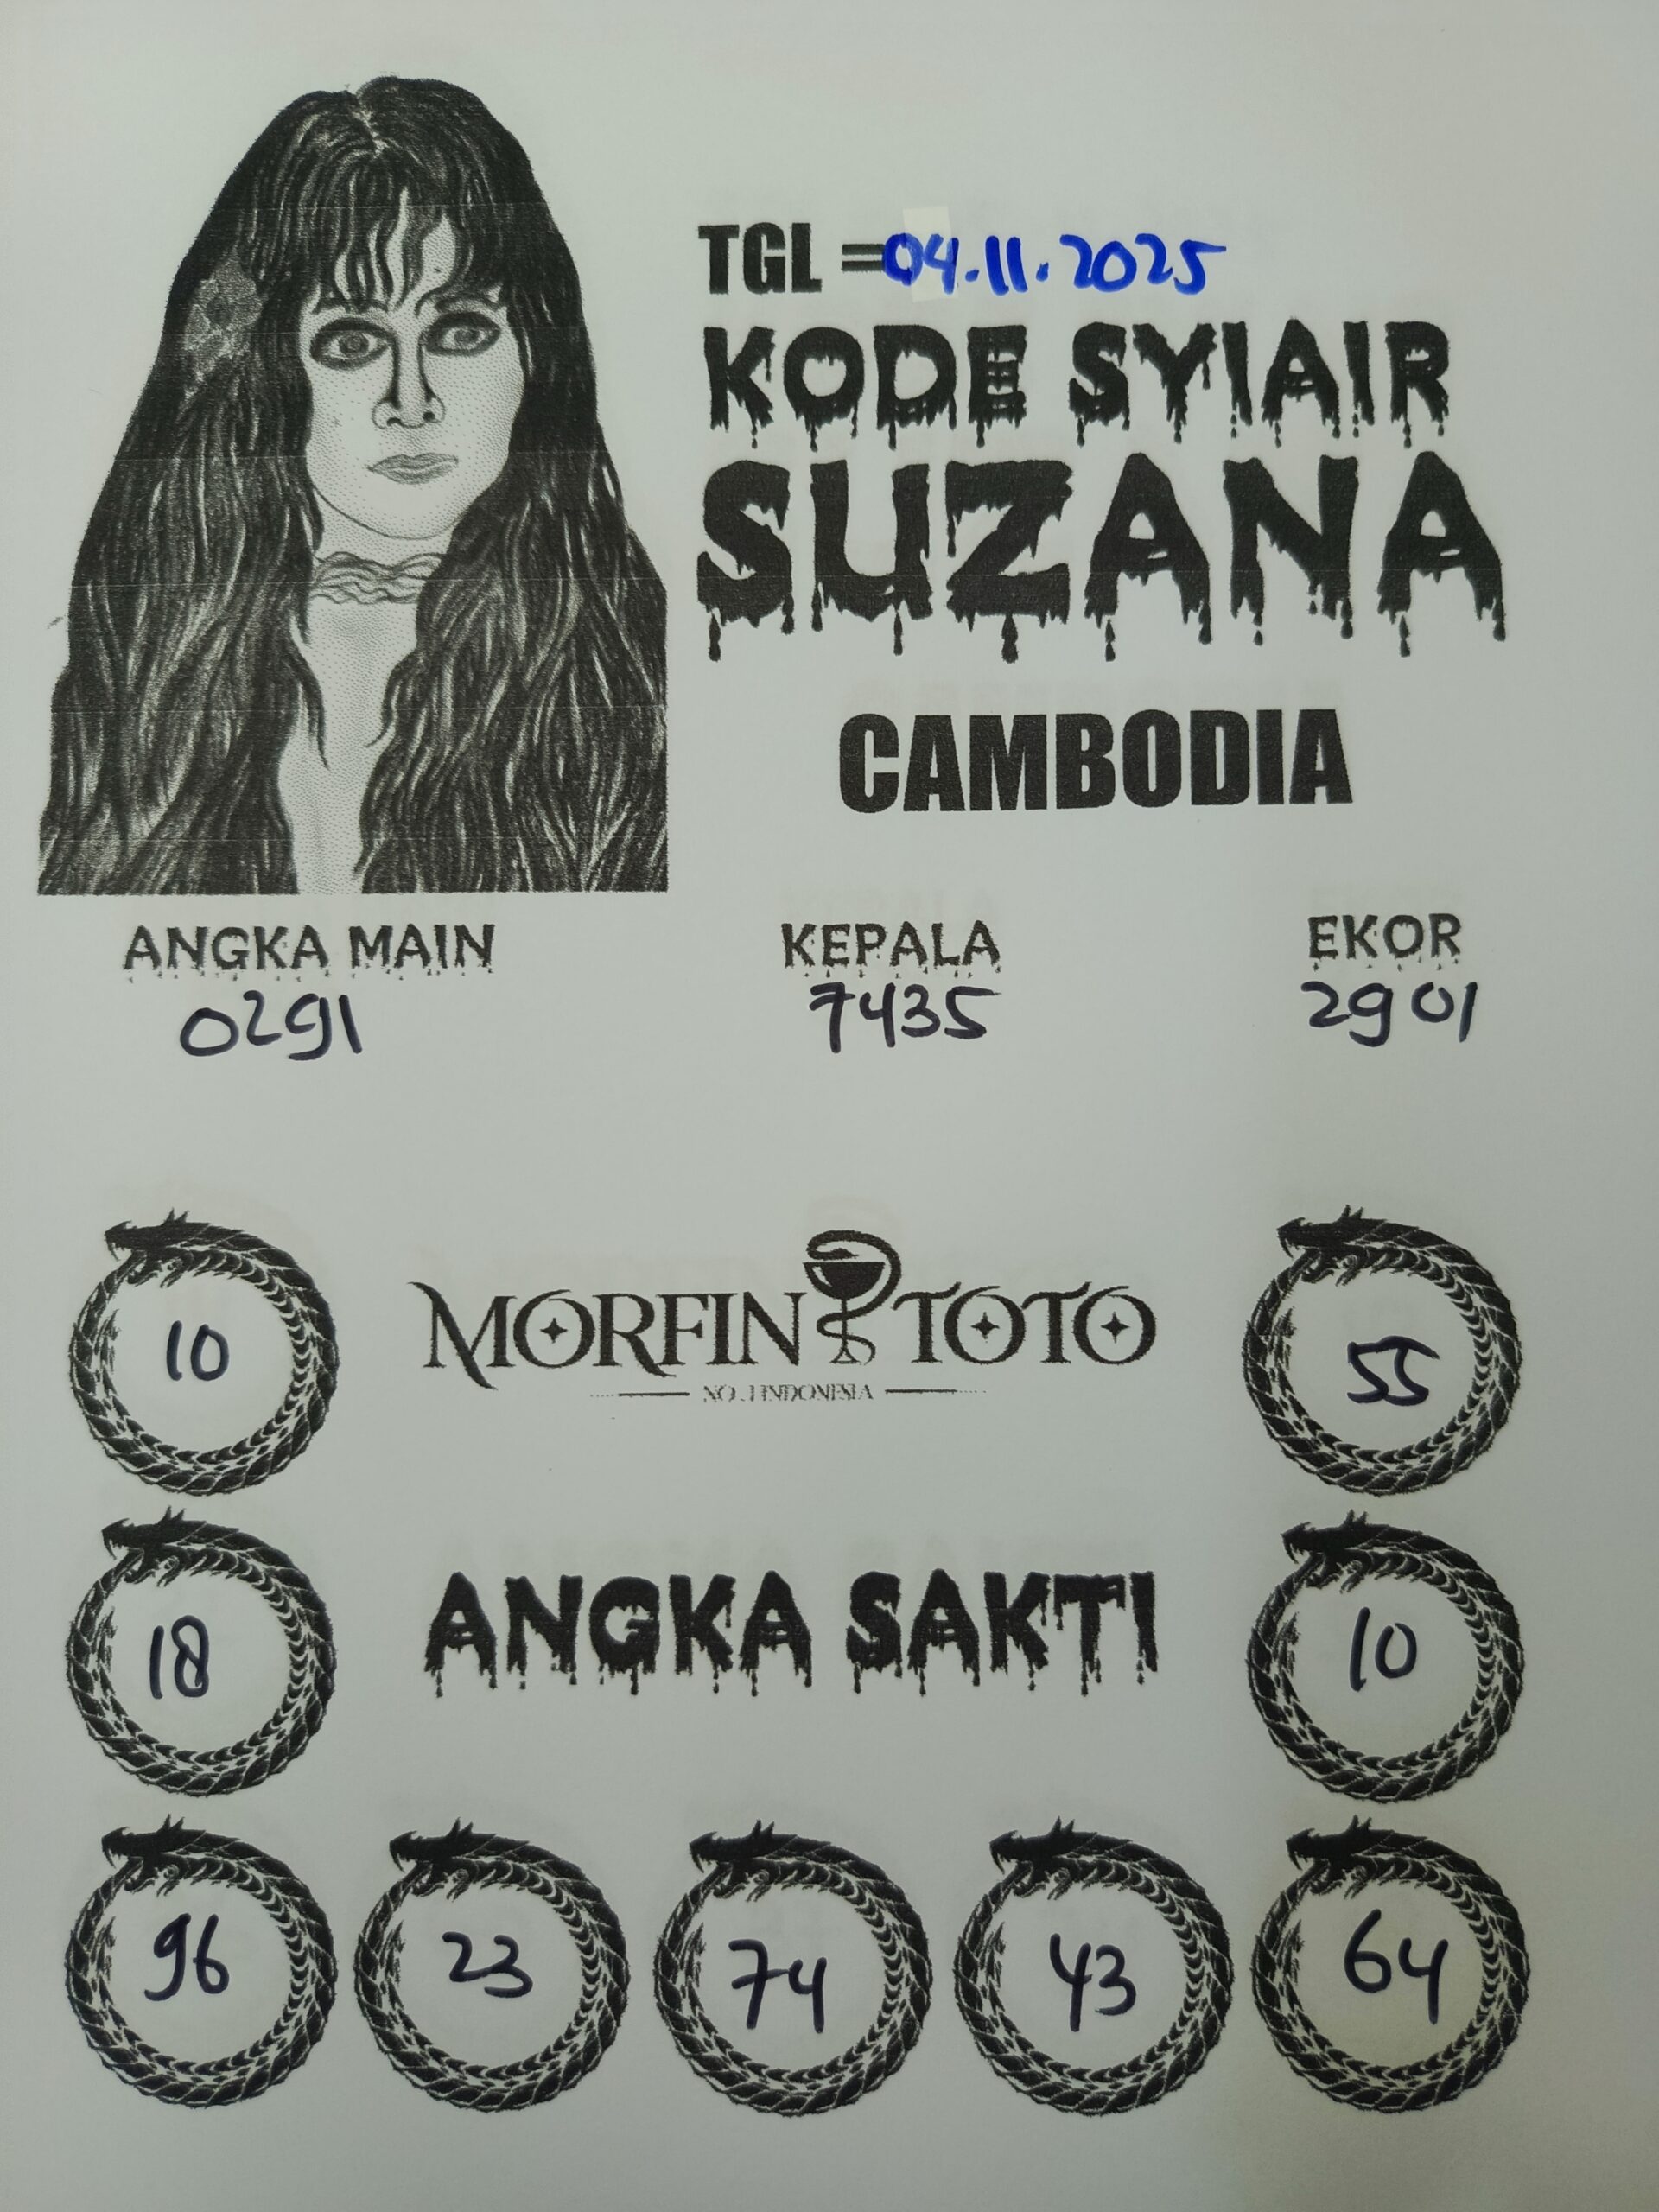 TGL =04.11.2025
KODE SYIAIR
SUZANA
CAMBODIA
ANGKA MAIN KEPALA EKOR
0291 7435 2901
10 MORFIN TOTO 55
NO.1 INDONESIA
18 ANGKA SAKTI 10
96 23 74 43 64